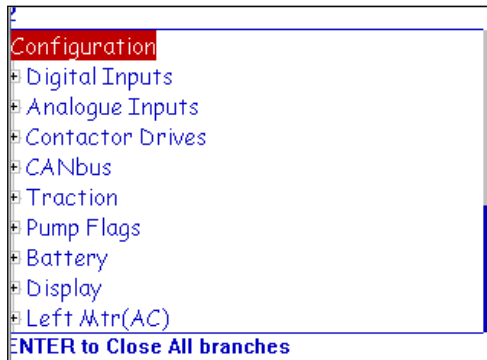 Configuration
Digital Inputs
Analogue Inputs
Contactor Drives
CANbus
Traction
Pump Flags
Battery
Display
Left Mtr(AC)
ENTER to Close All branches